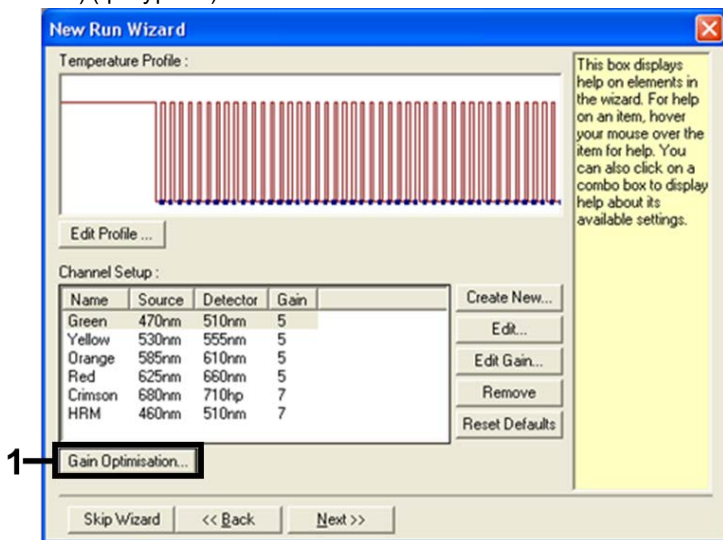 New Run Wizard
Temperature Profile :
This box displays
help on elements in
the wizard. For help
on an item, hover
your mouse over the
item for help. You
can also click on a
combo box to display
help about its
available settings.
Edit Profile ...
Channel Setup :
Name Source Detector Gain
Green 470nm 510nm 5
Yellow 530nm 555nm 5
Orange 585nm 610nm 5
Red 625nm 660nm 5
Crimson 680nm 710hp 7
HRM 460nm 510nm 7
Create New...
Edit...
Edit Gain...
Remove
Reset Defaults
1
Gain Optimisation...
Skip Wizard
<< Back
Next >>